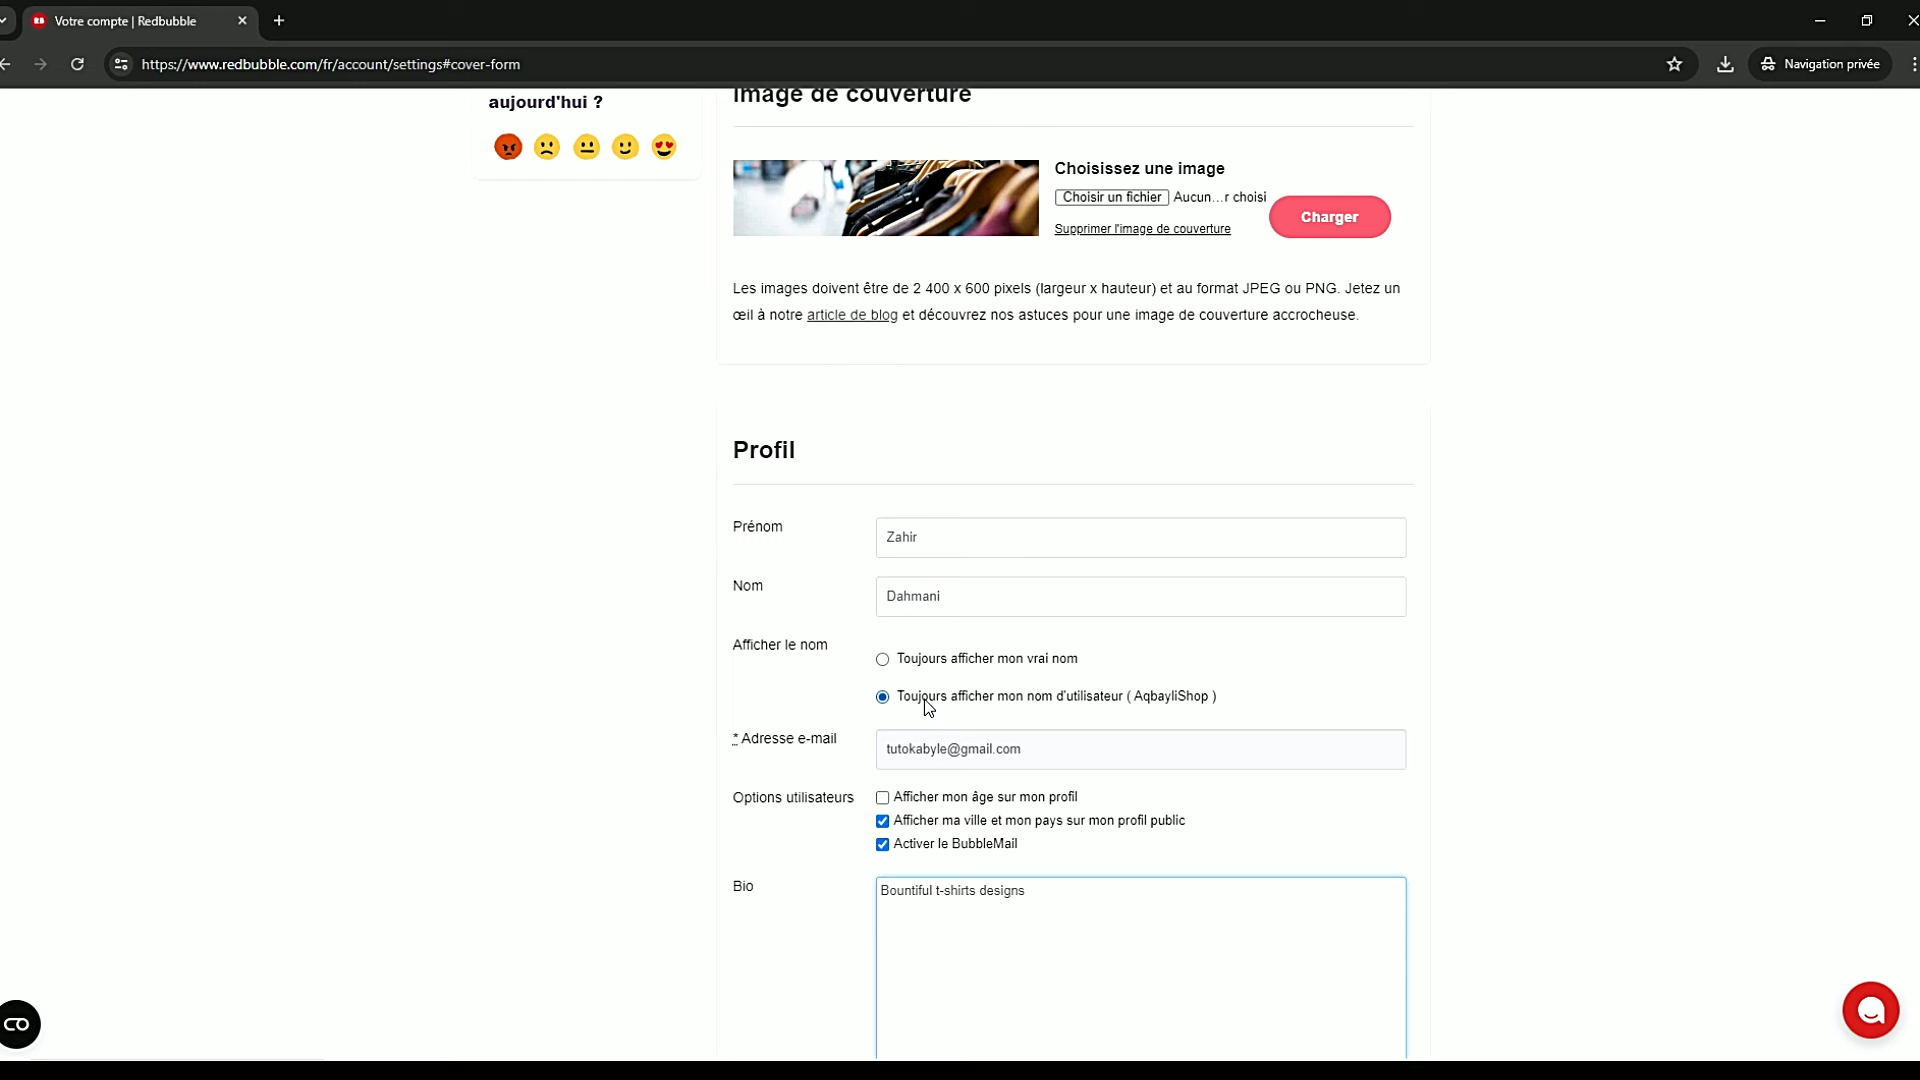 Votre compte | Redbubble
https://www.redbubble.com/fr/account/settings#cover-form
Navigation privée
aujourd'hui ?
Image de couverture
Choisissez une image
Choisir un fichier Aucun...r choisi
Charger
Supprimer l'image de couverture
Les images doivent être de 2 400 x 600 pixels (largeur x hauteur) et au format JPEG ou PNG. Jetez un
œil à notre article de blog et découvrez nos astuces pour une image de couverture accrocheuse.
Profil
Prénom
Zahir
Nom
Dahmani
Afficher le nom
Toujours afficher mon vrai nom
Toujours afficher mon nom d'utilisateur ( AqbayliShop )
* Adresse e-mail
tutokabyle@gmail.com
Options utilisateurs
Afficher mon âge sur mon profil
Afficher ma ville et mon pays sur mon profil public
Activer le BubbleMail
Bio
Bountiful t-shirts designs